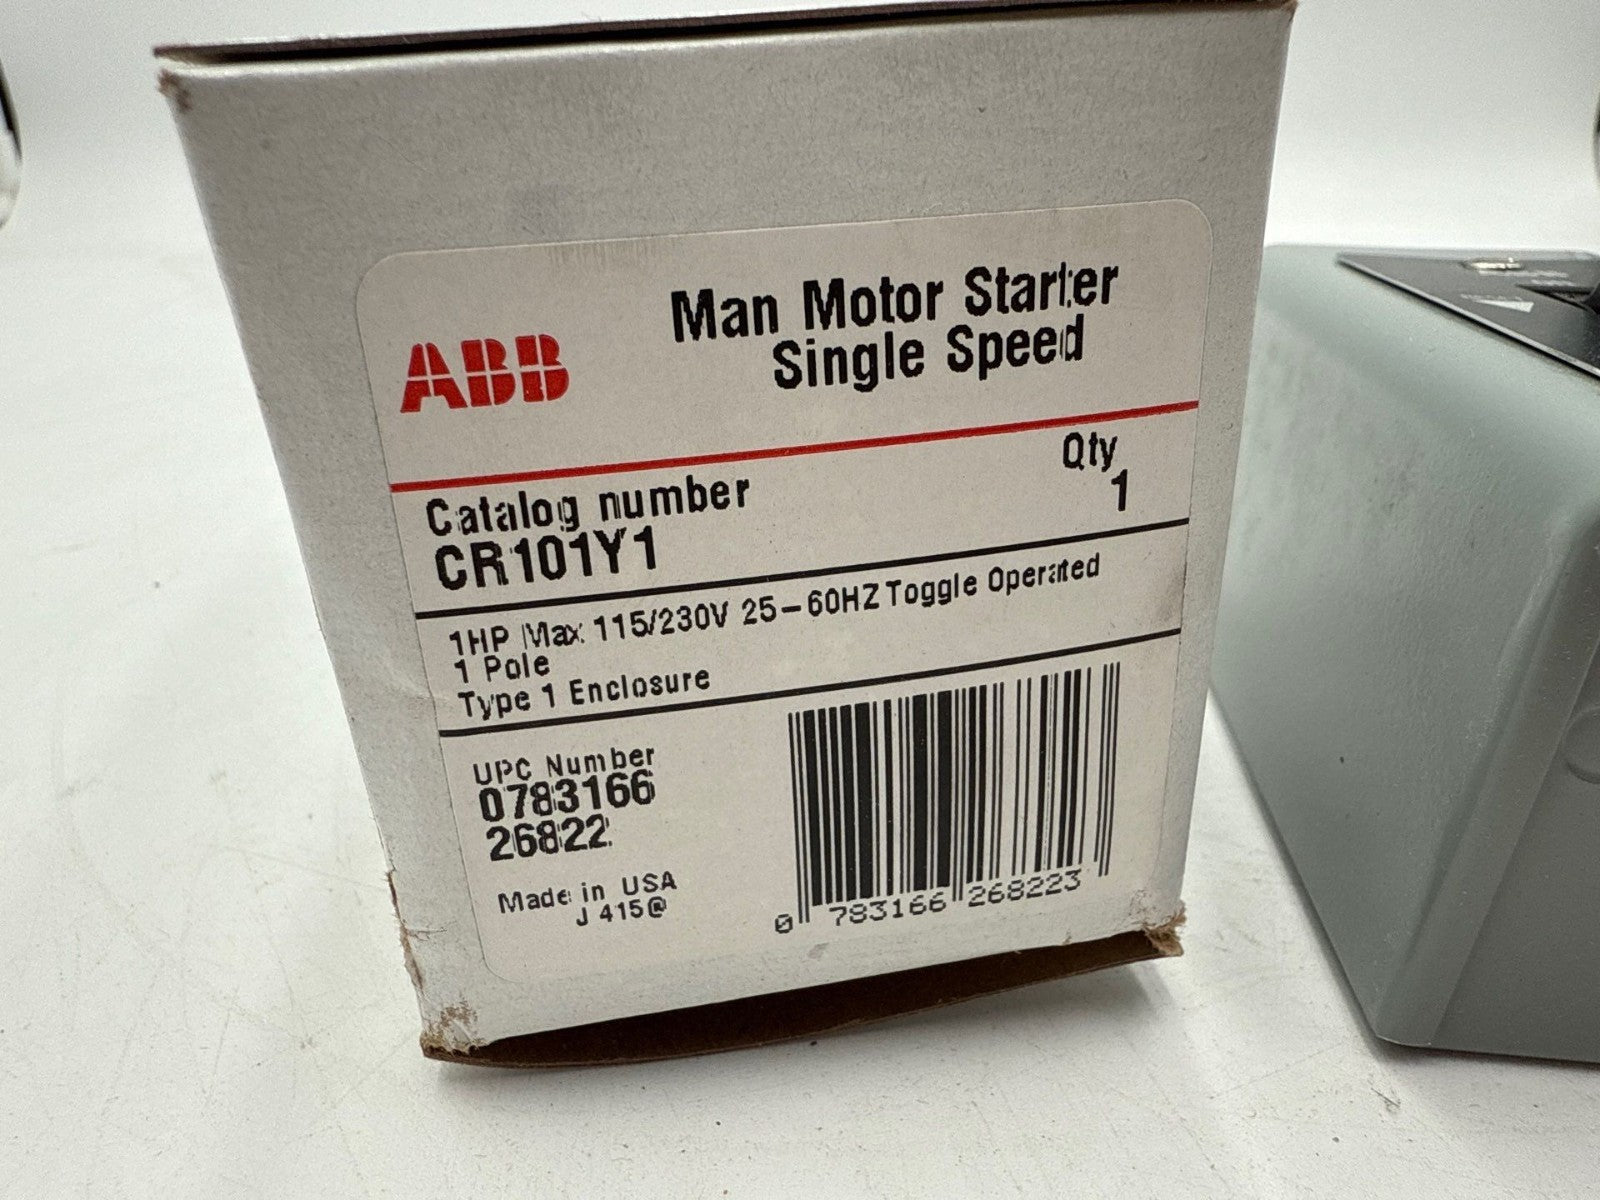 ABB
Man Motor Starter
Single Speed
Catalog number
Qty
CR101Y1
1
1HP Max 115/230V 25-60HZ Toggle Operated
1 Pole
Type 1 Enclosure
UPC Number
0783166
26822
Made in USA
J 415@
0 783166 268223